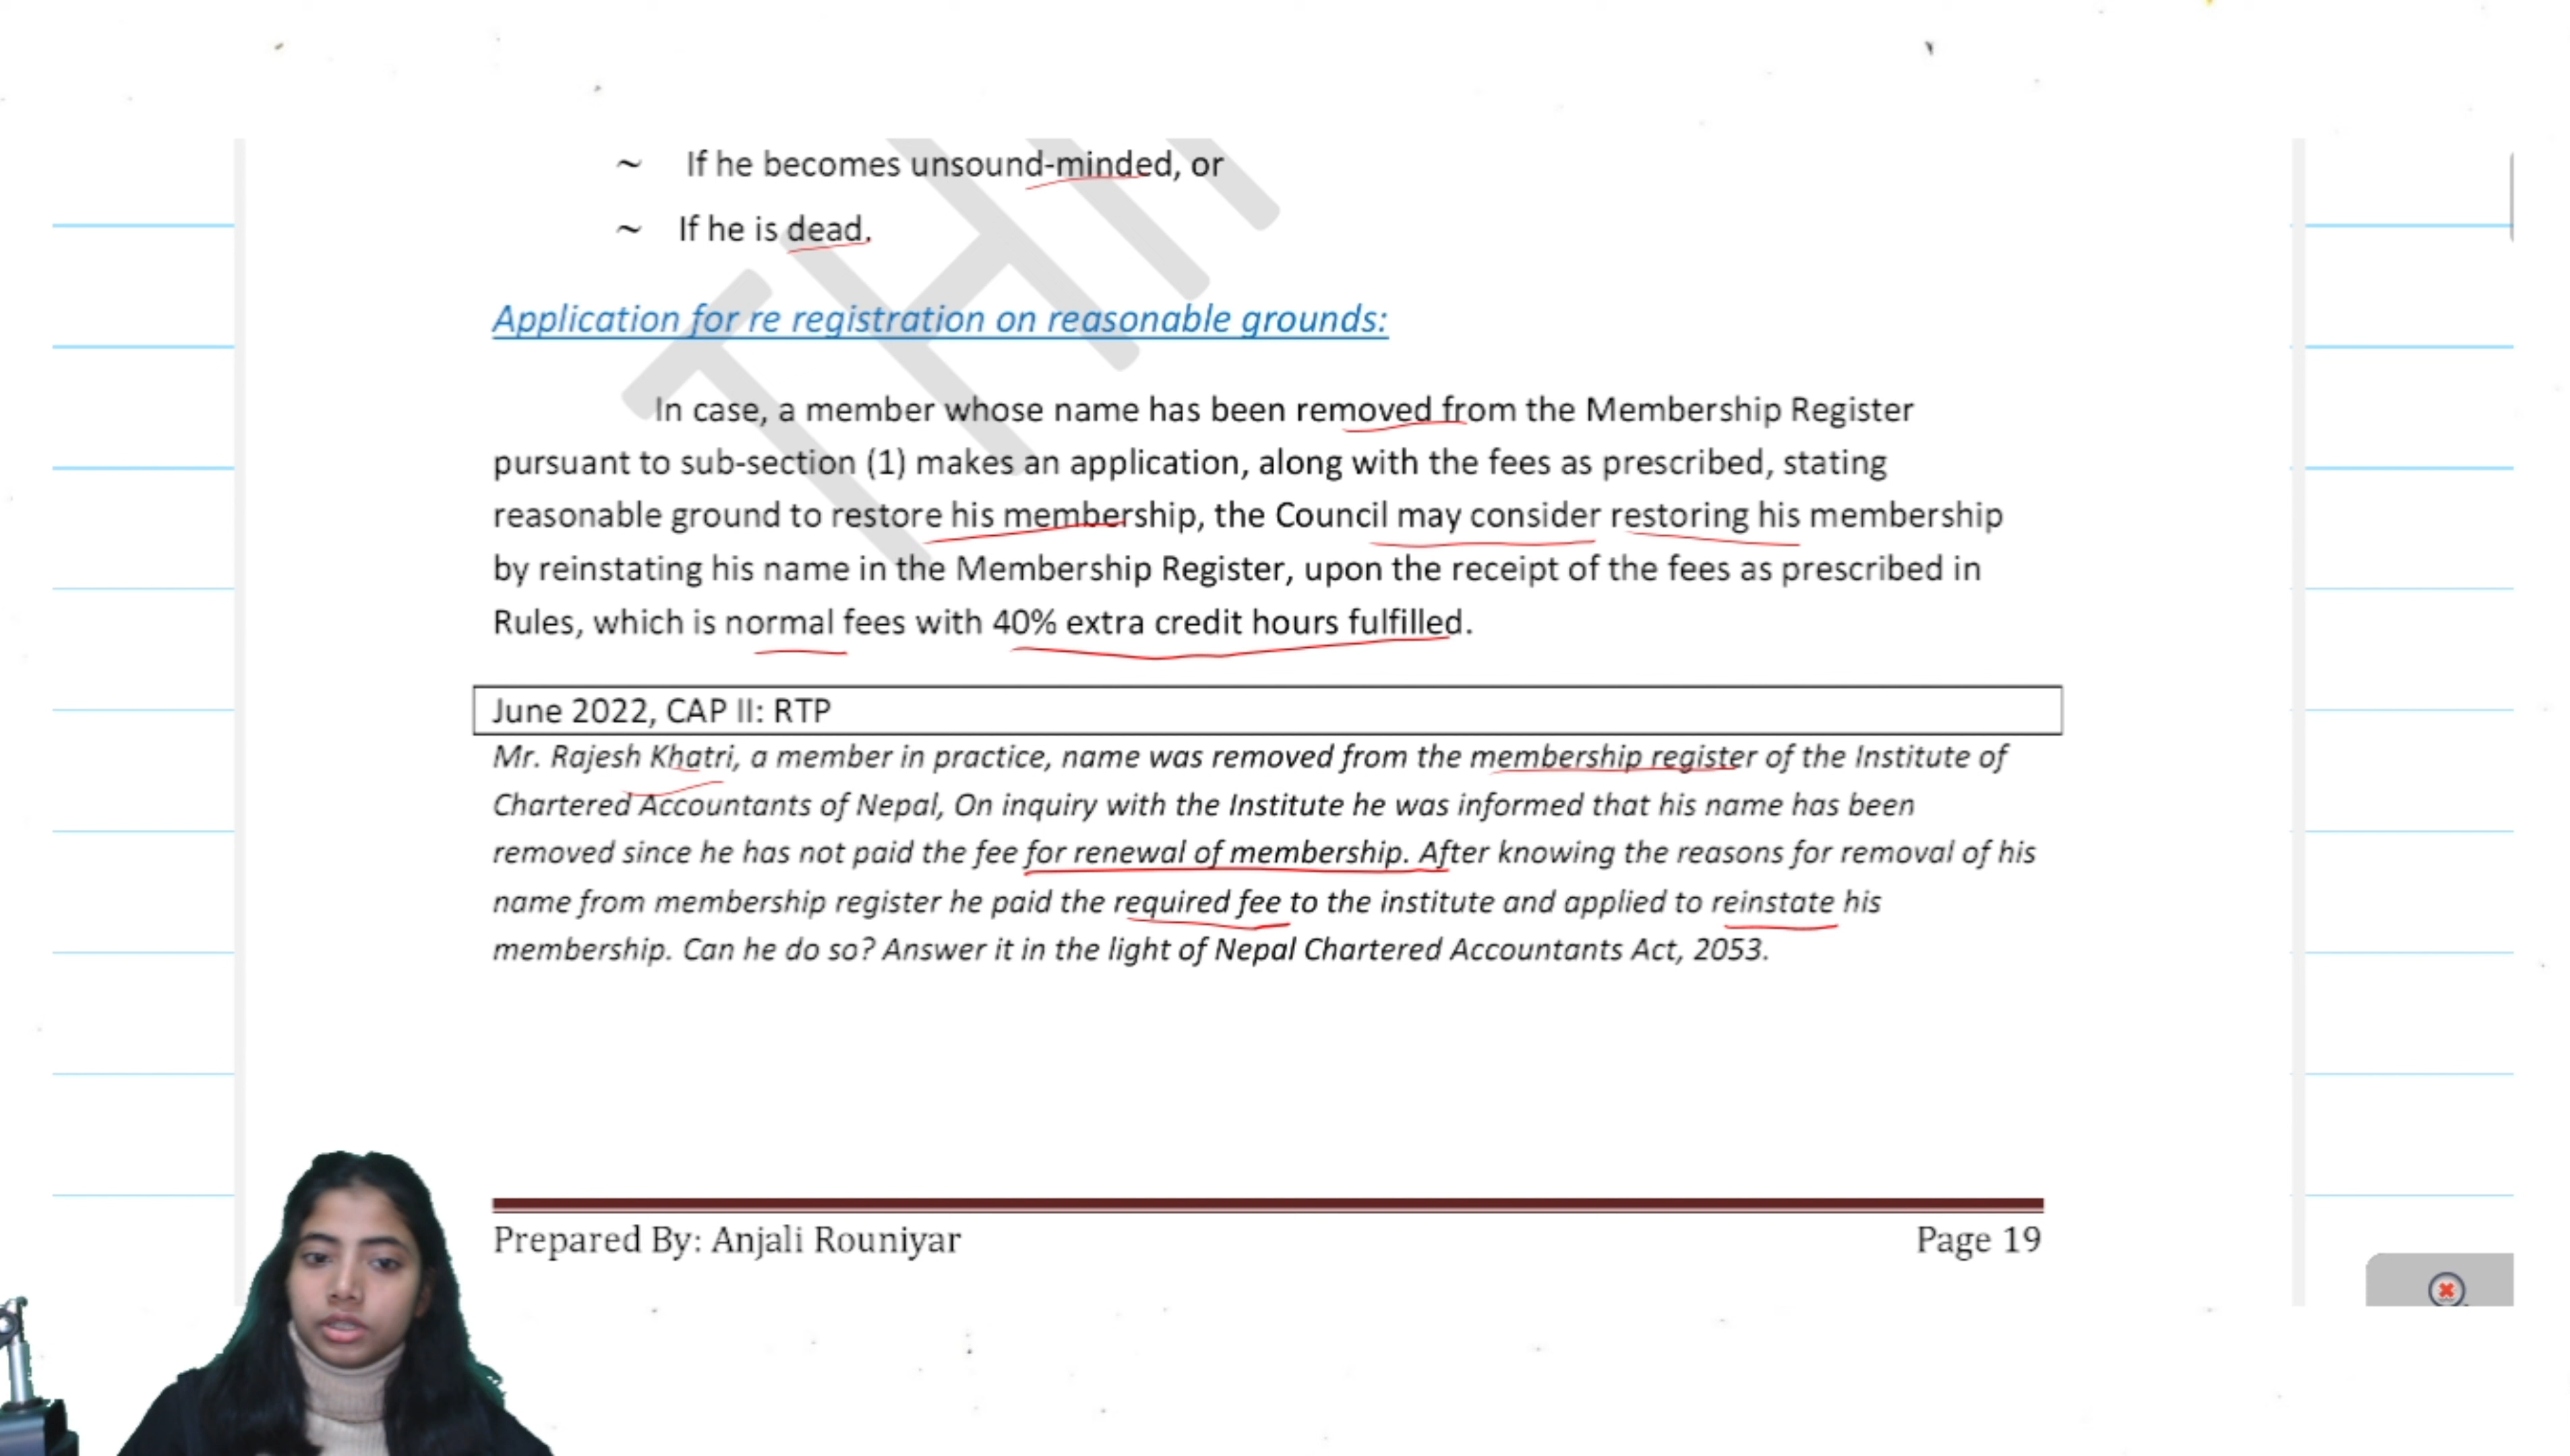 ~ If he becomes unsound-minded, or
~ If he is dead.
Application for re registration on reasonable grounds:
In case, a member whose name has been removed from the Membership Register
pursuant to sub-section (1) makes an application, along with the fees as prescribed, stating
reasonable ground to restore his membership, the Council may consider restoring his membership
by reinstating his name in the Membership Register, upon the receipt of the fees as prescribed in
Rules, which is normal fees with 40% extra credit hours fulfilled.
June 2022, CAP II: RTP
Mr. Rajesh Khatri, a member in practice, name was removed from the membership register of the Institute of
Chartered Accountants of Nepal, On inquiry with the Institute he was informed that his name has been
removed since he has not paid the fee for renewal of membership. After knowing the reasons for removal of his
name from membership register he paid the required fee to the institute and applied to reinstate his
membership. Can he do so? Answer it in the light of Nepal Chartered Accountants Act, 2053.
Prepared By: Anjali Rouniyar
Page 19